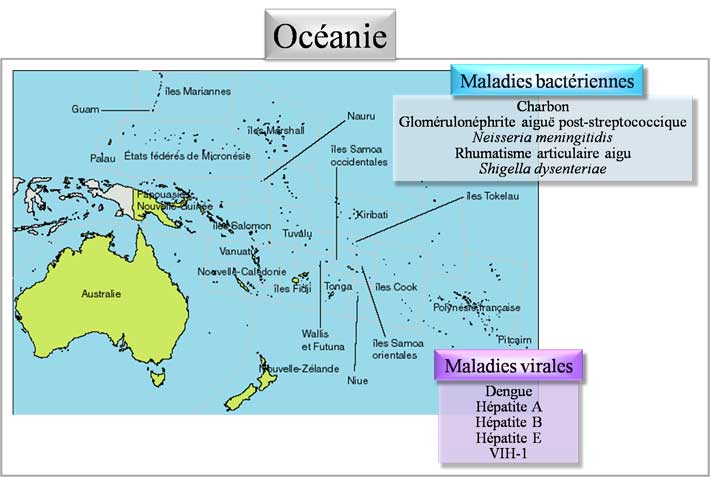 Océanie
Maladies bactériennes
Charbon
Glomérulonéphrite aiguë post-streptococcique
Neisseria meningitidis
Rhumatisme articulaire aigu
Shigella dysenteriae
îles Mariannes
Guam
Nauru
îles Marshall
îles Samoa
occidentales
Palau
États fédérés de Micronésie
îles Tokelau
Papouasie
Nouvelle-Guinée
Kiribati
îles Salomon
Tuvalu
Vanuatu
Nouvelle-Calédonie
Australie
îles Fidji
Tonga
îles Cook
Polynésie française
Wallis
et Futuna
îles Samoa
orientales
Pitcairn
Nouvelle-Zélande
Niue
Maladies virales
Dengue
Hépatite A
Hépatite B
Hépatite E
VIH-1